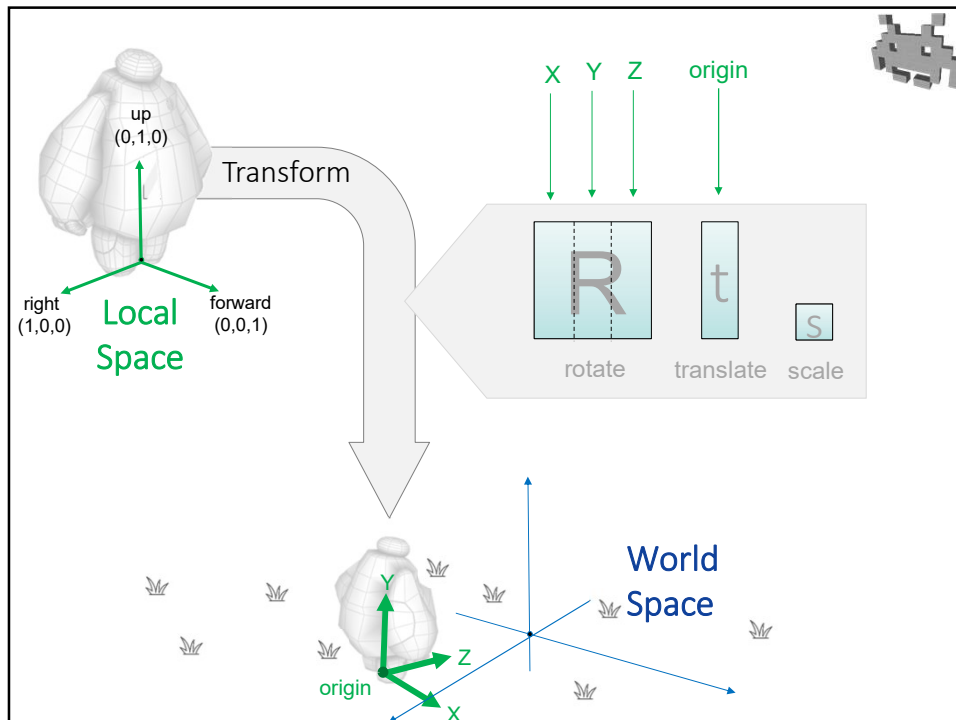 X Y Z origin
up
(0,1,0)
Transform
R t s
right
(1,0,0)
forward
(0,0,1)
Local
Space
rotate translate scale
World
Space
Y
Z
origin
X